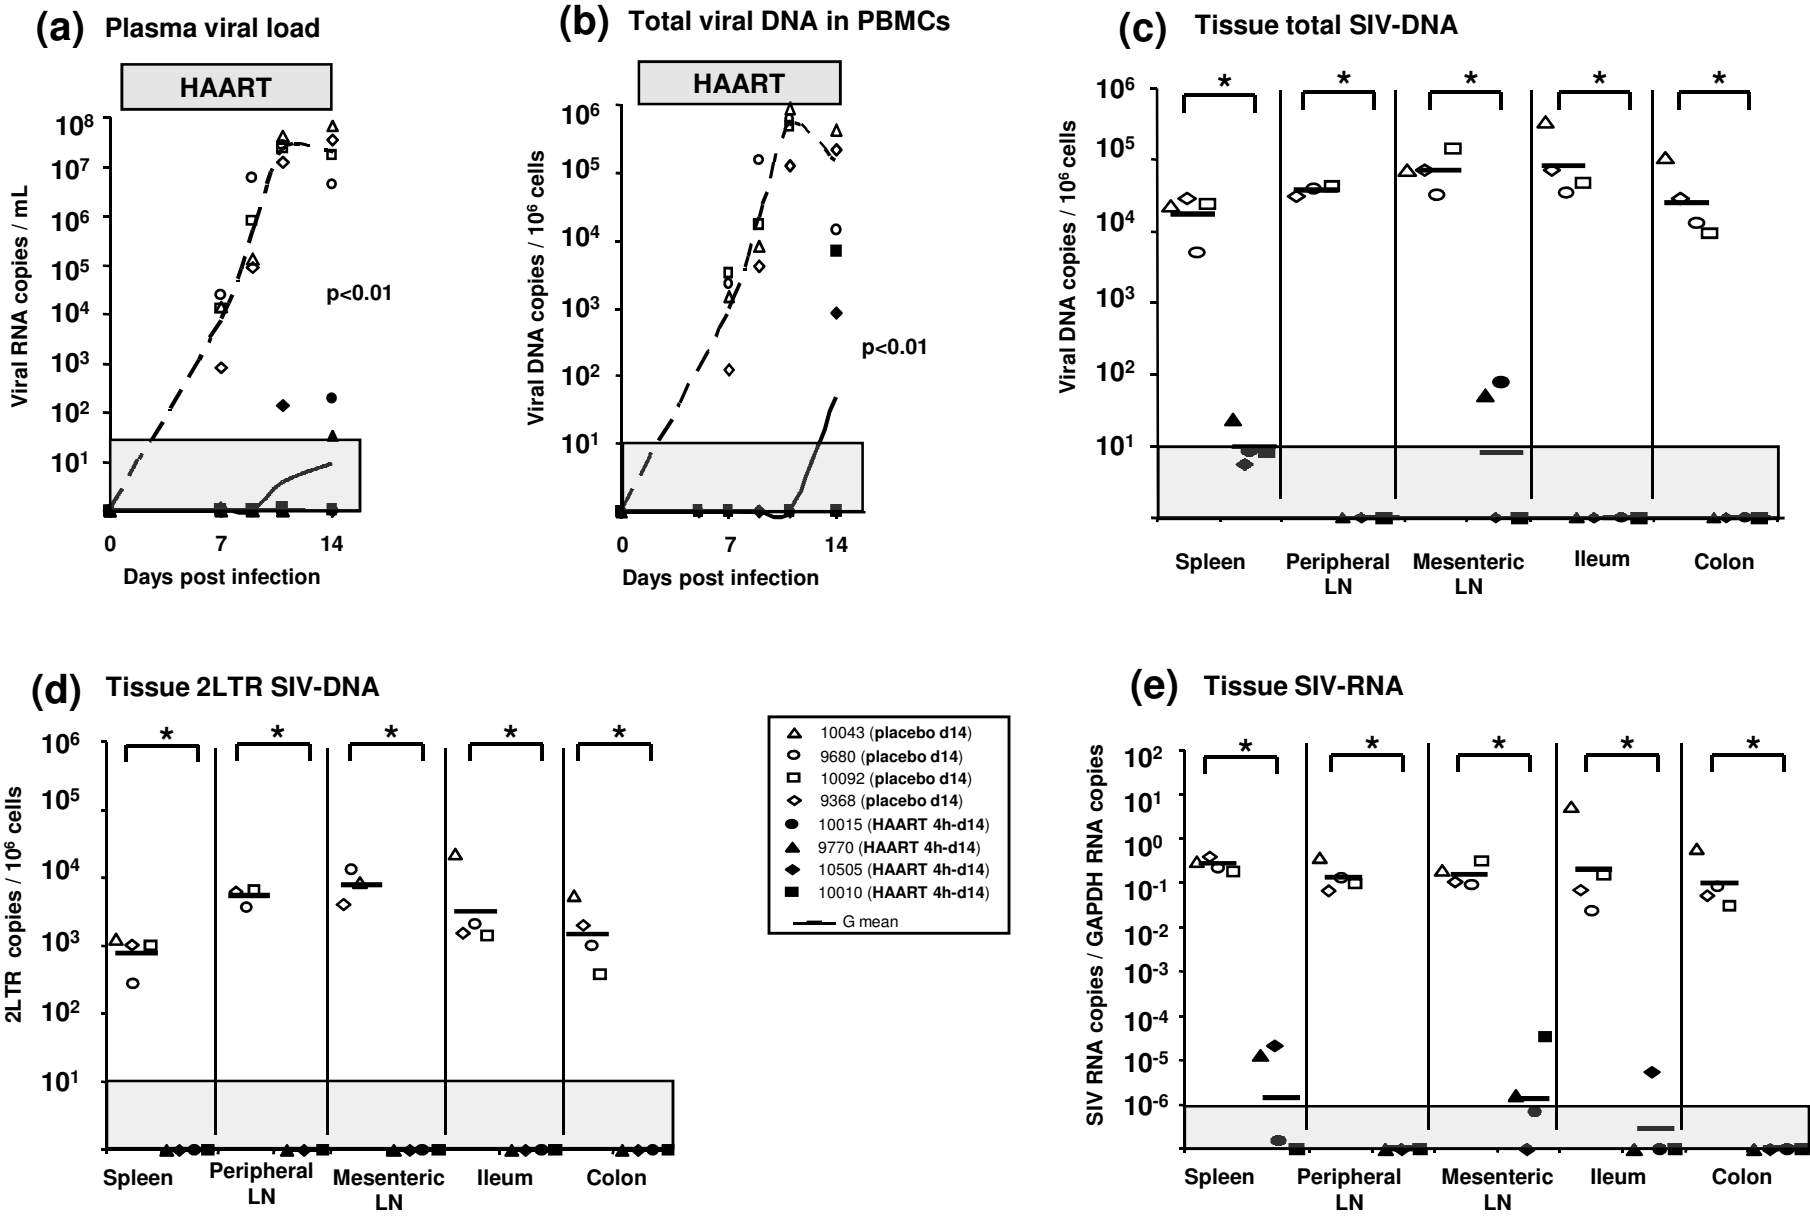 (a) Plasma viral load
HAART
10⁸
10⁷
10⁶
10⁵
10⁴
10³
10²
10¹
Viral RNA copies / mL
p<0.01
0 7 14
Days post infection
(b) Total viral DNA in PBMCs
HAART
10⁶
10⁵
10⁴
10³
10²
10¹
Viral DNA copies / 10⁶ cells
p<0.01
0 7 14
Days post infection
(c) Tissue total SIV-DNA
10⁶
10⁵
10⁴
10³
10²
10¹
Viral DNA copies / 10⁶ cells
* * * * *
Spleen Peripheral LN Mesenteric LN Ileum Colon
(d) Tissue 2LTR SIV-DNA
10⁶
10⁵
10⁴
10³
10²
10¹
2LTR copies / 10⁶ cells
* * * * *
Spleen Peripheral LN Mesenteric LN Ileum Colon
10043 (placebo d14)
9680 (placebo d14)
10092 (placebo d14)
9368 (placebo d14)
10015 (HAART 4h-d14)
9770 (HAART 4h-d14)
10505 (HAART 4h-d14)
10010 (HAART 4h-d14)
G mean
(e) Tissue SIV-RNA
10²
10¹
10⁰
10⁻¹
10⁻²
10⁻³
10⁻⁴
10⁻⁵
10⁻⁶
SIV RNA copies / GAPDH RNA copies
* * * * *
Spleen Peripheral LN Mesenteric LN Ileum Colon